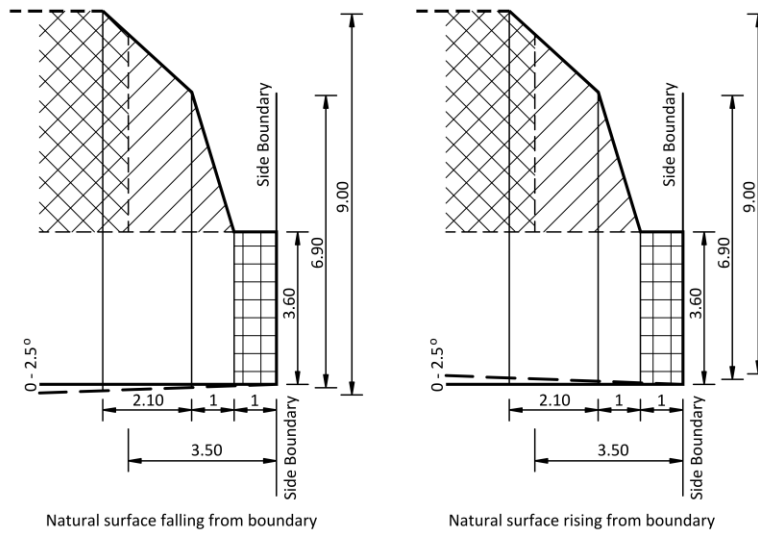 Side Boundary
9.00
6.90
3.60
0 - 2.5°
2.10
1
1
3.50
Side Boundary
Natural surface falling from boundary
Side Boundary
9.00
6.90
3.60
0 - 2.5°
2.10
1
1
3.50
Side Boundary
Natural surface rising from boundary